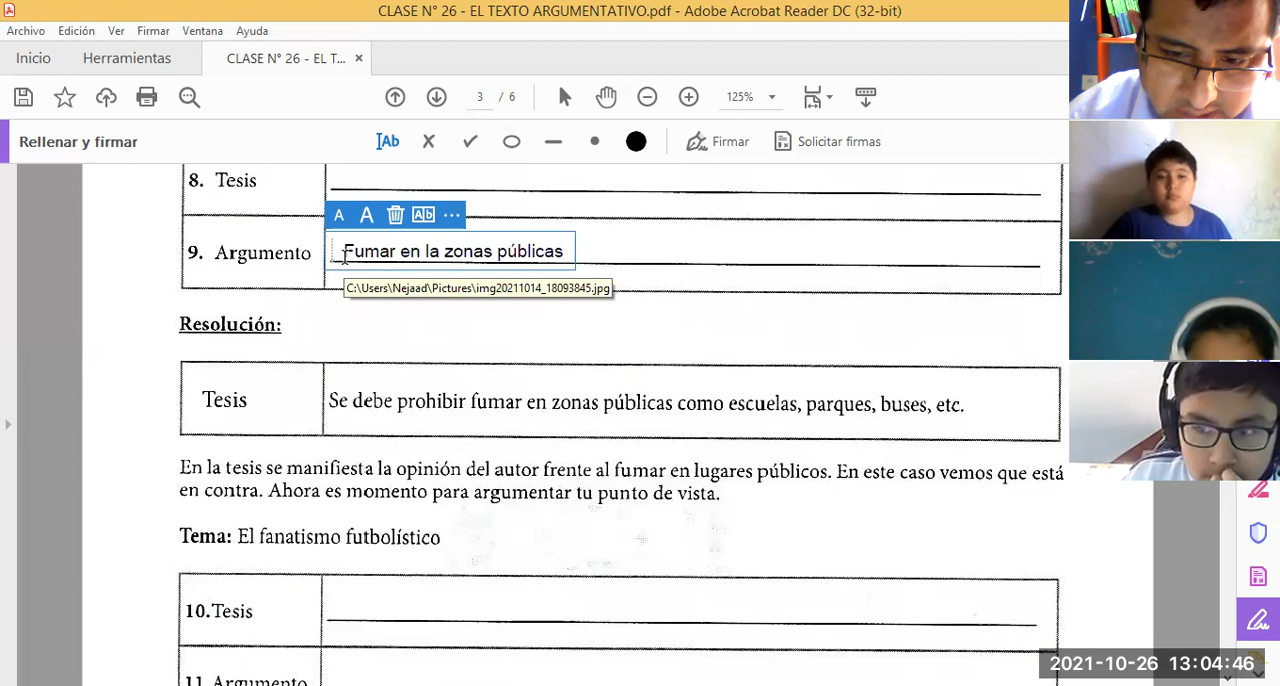 CLASE N° 26 - EL TEXTO ARGUMENTATIVO.pdf - Adobe Acrobat Reader DC (32-bit)
Archivo Edición Ver Firmar Ventana Ayuda
Inicio Herramientas CLASE N° 26 - EL T... ×
3 / 6 125%
Rellenar y firmar Ab Firmar Solicitar firmas
8. Tesis
A A Ab ...
9. Argumento Fumar en la zonas públicas
C:\Users\Nejaad\Pictures\img20211014_18093845.jpg
Resolución:
Tesis Se debe prohibir fumar en zonas públicas como escuelas, parques, buses, etc.
En la tesis se manifiesta la opinión del autor frente al fumar en lugares públicos. En este caso vemos que está
en contra. Ahora es momento para argumentar tu punto de vista.
Tema: El fanatismo futbolístico
10.Tesis
11. Argumento
2021-10-26 13:04:46